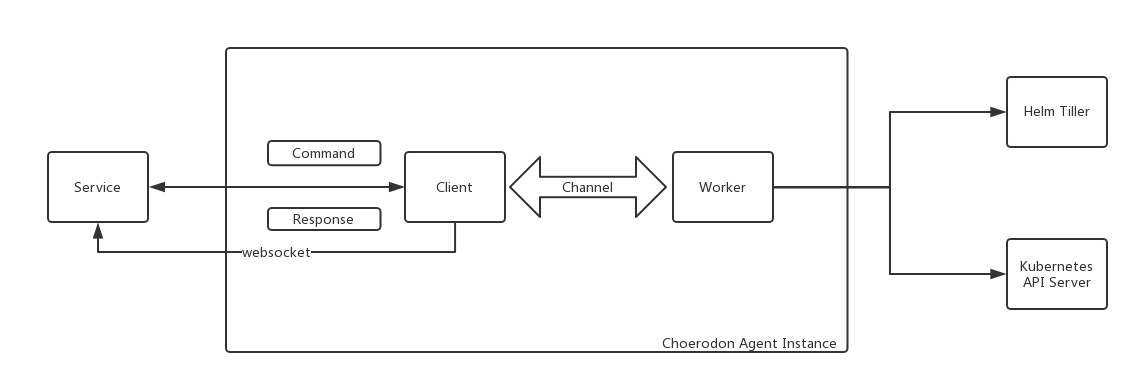 Helm Tiller
Command
Service
Client
Channel
Worker
Response
websocket
Kubernetes
API Server
Choerodon Agent Instance